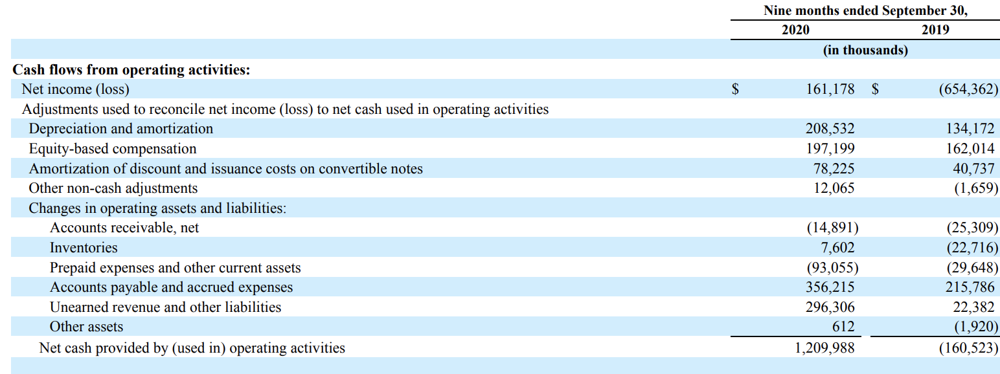 Nine months ended September 30,
2020 2019
(in thousands)
Cash flows from operating activities:
Net income (loss) $ 161,178 $ (654,362)
Adjustments used to reconcile net income (loss) to net cash used in operating activities
Depreciation and amortization 208,532 134,172
Equity-based compensation 197,199 162,014
Amortization of discount and issuance costs on convertible notes 78,225 40,737
Other non-cash adjustments 12,065 (1,659)
Changes in operating assets and liabilities:
Accounts receivable, net (14,891) (25,309)
Inventories 7,602 (22,716)
Prepaid expenses and other current assets (93,055) (29,648)
Accounts payable and accrued expenses 356,215 215,786
Unearned revenue and other liabilities 296,306 22,382
Other assets 612 (1,920)
Net cash provided by (used in) operating activities 1,209,988 (160,523)